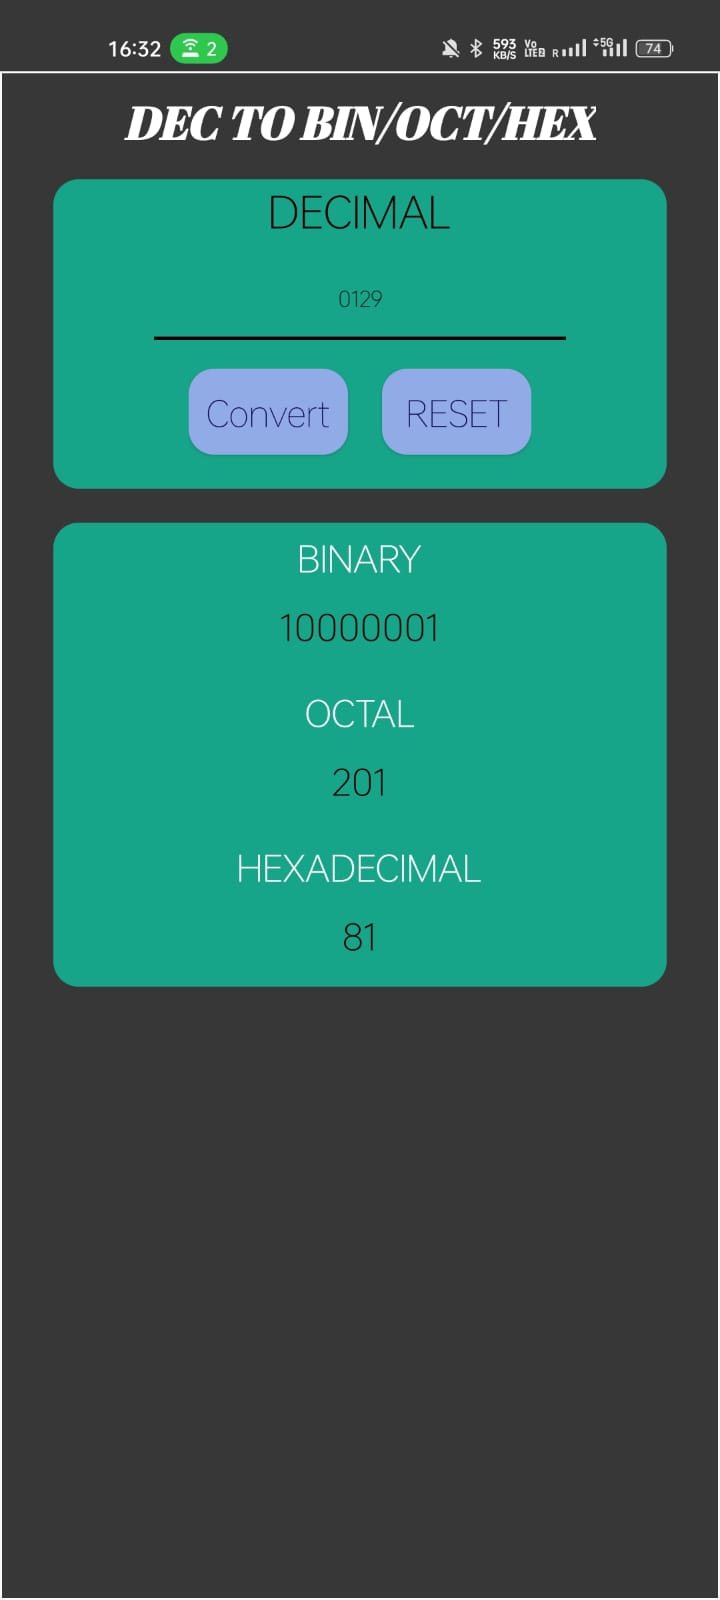 16:32 2 593 KB/S Vo LTE2 R 5G 74
DEC TO BIN/OCT/HEX
DECIMAL
0129
Convert RESET
BINARY
10000001
OCTAL
201
HEXADECIMAL
81